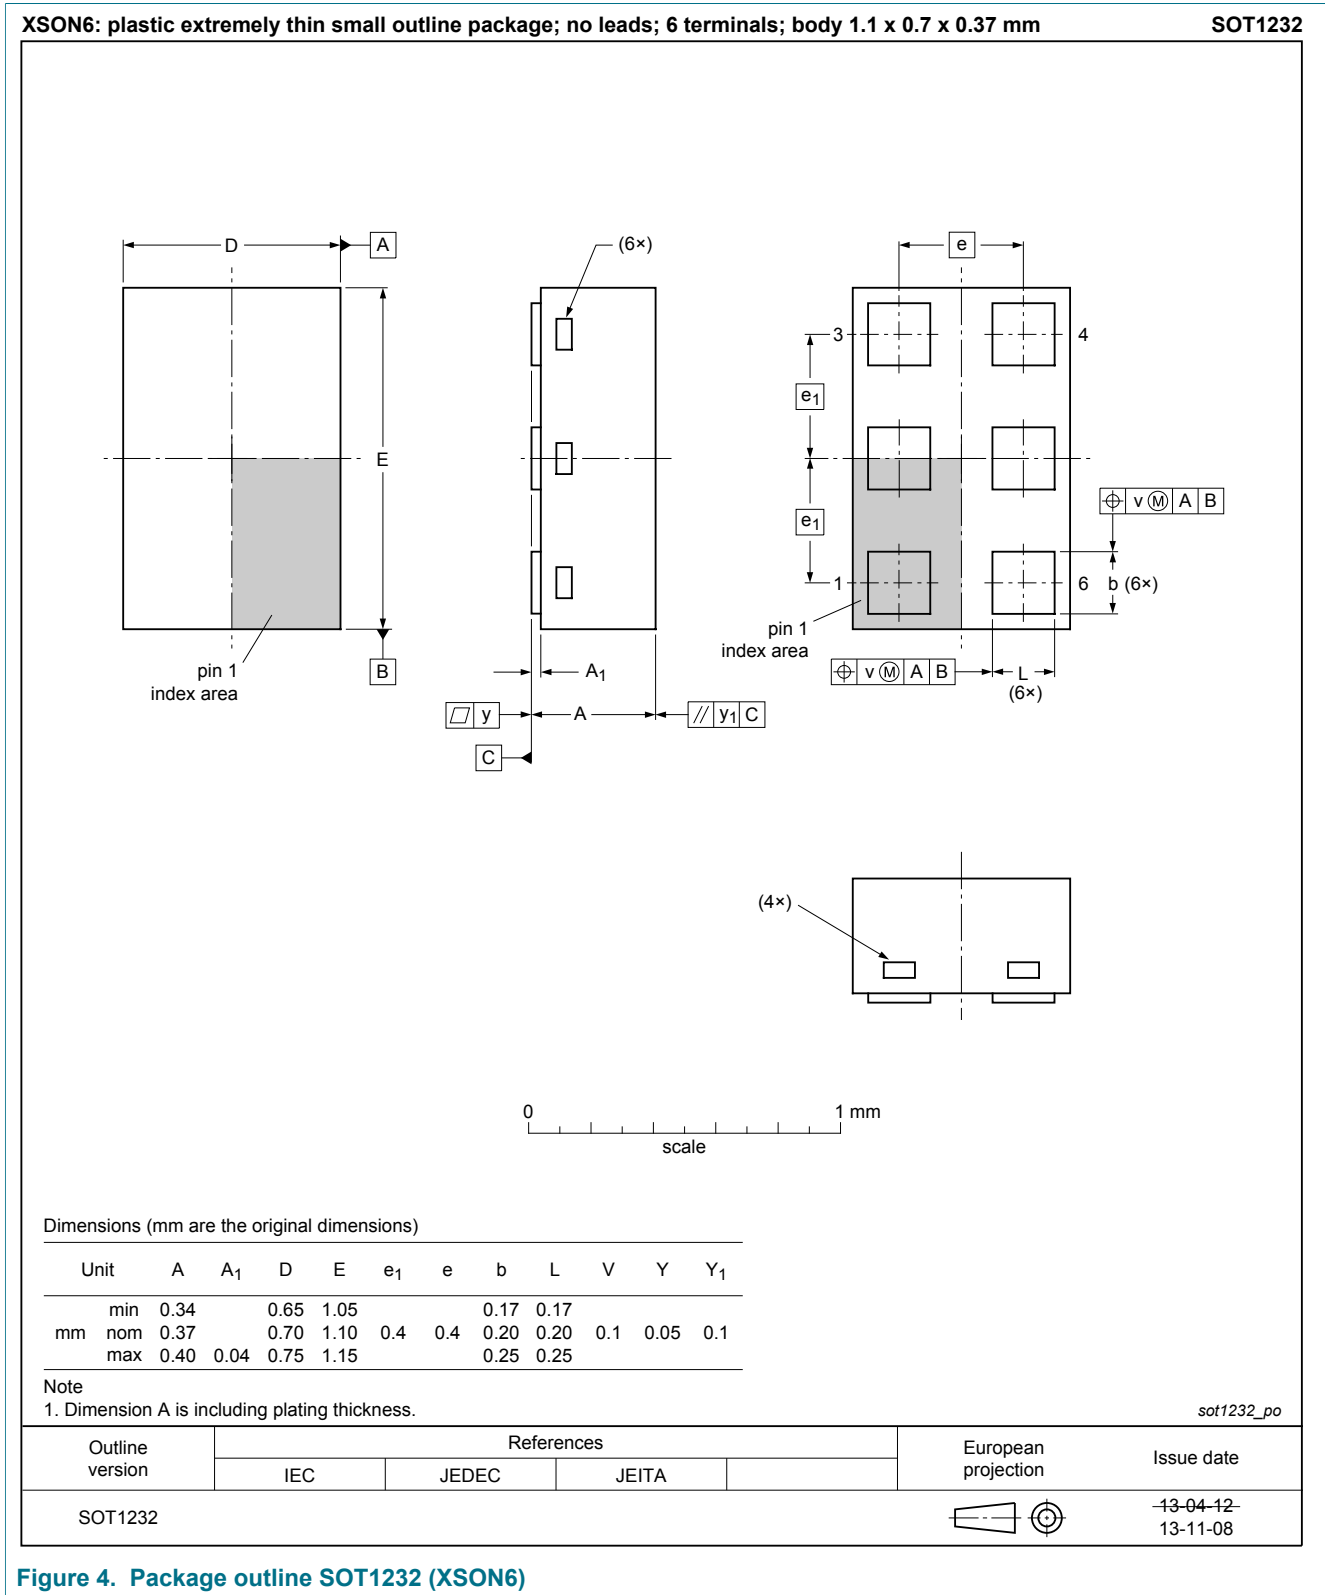 XSON6: plastic extremely thin small outline package; no leads; 6 terminals; body 1.1 x 0.7 x 0.37 mm SOT1232
D A (6×) e
3 4
e1
E
e1
v M A B
1 6 b (6×)
pin 1
index area
pin 1
index area
B A1 v M A B L
(6×)
y A // y1 C
C
(4×)
0 1 mm
scale
Dimensions (mm are the original dimensions)
Unit A A1 D E e1 e b L V Y Y1
min 0.34 0.65 1.05 0.17 0.17
mm nom 0.37 0.70 1.10 0.4 0.4 0.20 0.20 0.1 0.05 0.1
max 0.40 0.04 0.75 1.15 0.25 0.25
Note
1. Dimension A is including plating thickness. sot1232_po
Outline
version
References
IEC JEDEC JEITA
European
projection
Issue date
SOT1232
13-04-12
13-11-08
Figure 4. Package outline SOT1232 (XSON6)